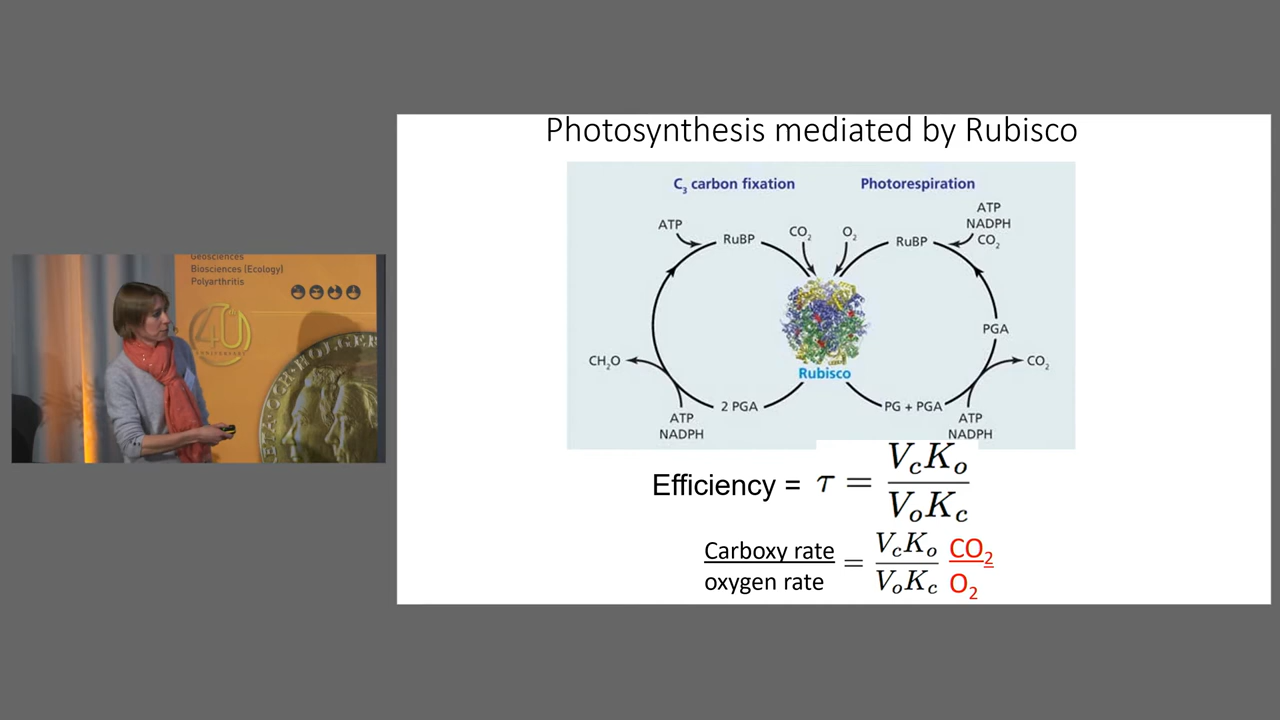 Geosciences
Biosciences (Ecology)
Polyarthritis
40th
ANNIVERSARY
Photosynthesis mediated by Rubisco
C₃ carbon fixation
Photorespiration
ATP
RuBP
CO₂
O₂
RuBP
ATP
NADPH
CO₂
PGA
CH₂O
CO₂
Rubisco
2 PGA
PG + PGA
ATP
NADPH
ATP
NADPH
Efficiency = τ = VcKo / VoKc
Carboxy rate / oxygen rate = VcKo / VoKc CO₂ / O₂